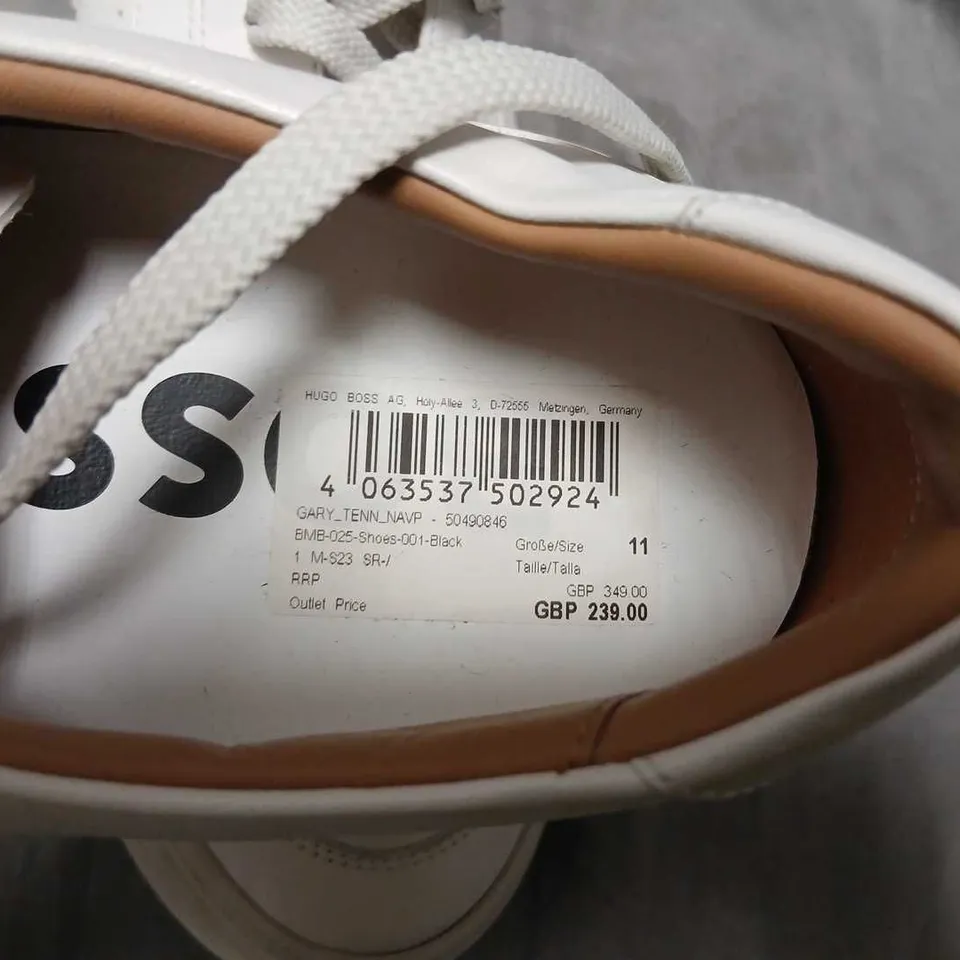 SSO
HUGO BOSS AG, Holy-Allee 3, D-72555 Metzingen, Germany
4 063537 502924
GARY_TENN_NAVP - 50490846
BMB-025-Shoes-001-Black
Größe/Size 11
1 M-S23 SR-/
Taille/Talla
RRP GBP 349.00
Outlet Price GBP 239.00